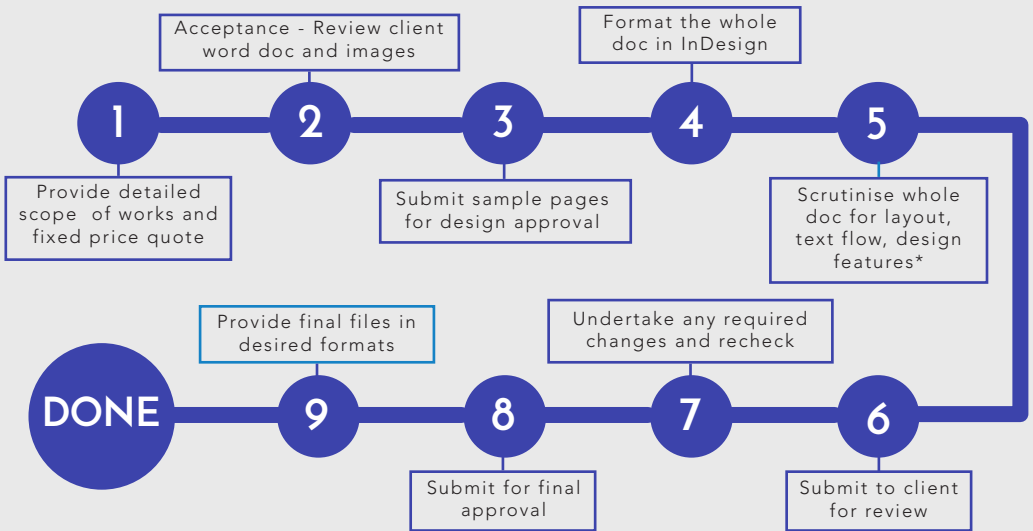 1
Provide detailed
scope of works and
fixed price quote
2
Acceptance - Review client
word doc and images
3
Submit sample pages
for design approval
4
Format the whole
doc in InDesign
5
Scrutinise whole
doc for layout,
text flow, design
features*
6
Submit to client
for review
7
Undertake any required
changes and recheck
8
Submit for final
approval
9
Provide final files in
desired formats
DONE